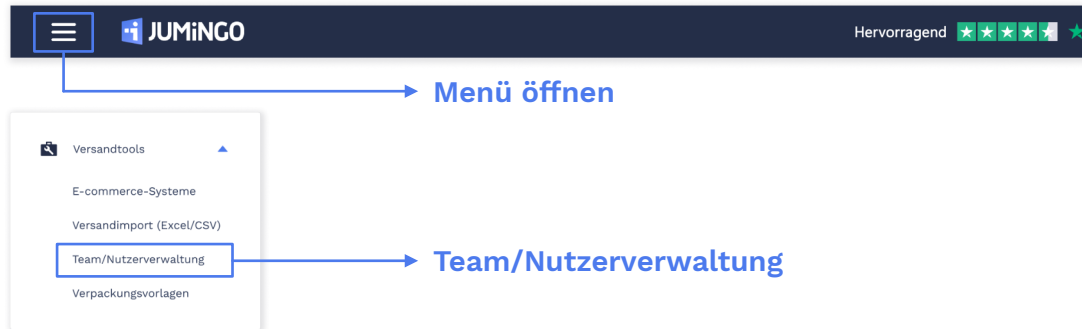 JUMiNGO
Hervorragend
Menü öffnen
Versandtools
E-commerce-Systeme
Versandimport (Excel/CSV)
Team/Nutzerverwaltung
Team/Nutzerverwaltung
Verpackungsvorlagen